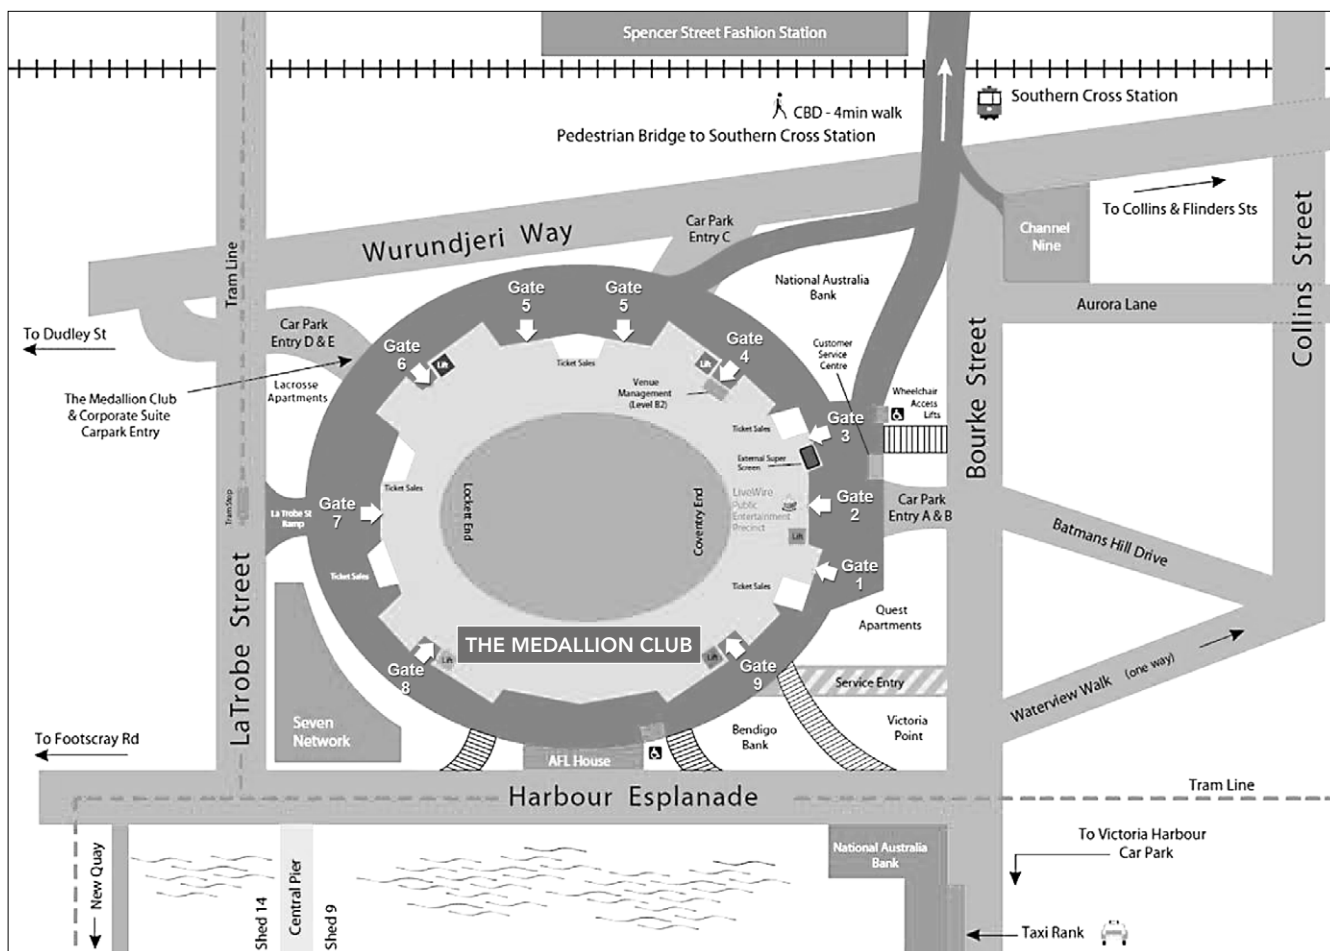 Spencer Street Fashion Station
CBD - 4min walk
Pedestrian Bridge to Southern Cross Station
Southern Cross Station
To Collins & Flinders Sts
Channel
Nine
Collins Street
Aurora Lane
Wurundjeri Way
Car Park
Entry C
National Australia
Bank
Tram Line
To Dudley St
Car Park
Entry D & E
Lacrosse
Apartments
The Medallion Club
& Corporate Suite
Carpark Entry
Gate
5
Gate
5
Gate
6
Lift
Ticket Sales
Lift
Gate
4
Venue
Management
(Level B2)
Customer
Service
Centre
Wheelchair
Access
Lifts
Bourke Street
Ticket Sales
Gate
3
External Super
Screen
Ticket Sales
Lockett End
Coventry End
LiveWire
Public
Entertainment
Precinct
Gate
2
Car Park
Entry A & B
Batmans Hill Drive
Tram Stop
La Trobe St
Ramp
Gate
7
Lift
Gate
1
Ticket Sales
Ticket Sales
LaTrobe Street
Quest
Apartments
THE MEDALLION CLUB
Lift
Gate
8
Lift
Gate
9
Service Entry
Waterview Walk (one way)
Seven
Network
Bendigo
Bank
Victoria
Point
To Footscray Rd
AFL House
Harbour Esplanade
Tram Line
New Quay
Shed 14
Central Pier
Shed 9
National Australia
Bank
To Victoria Harbour
Car Park
Taxi Rank